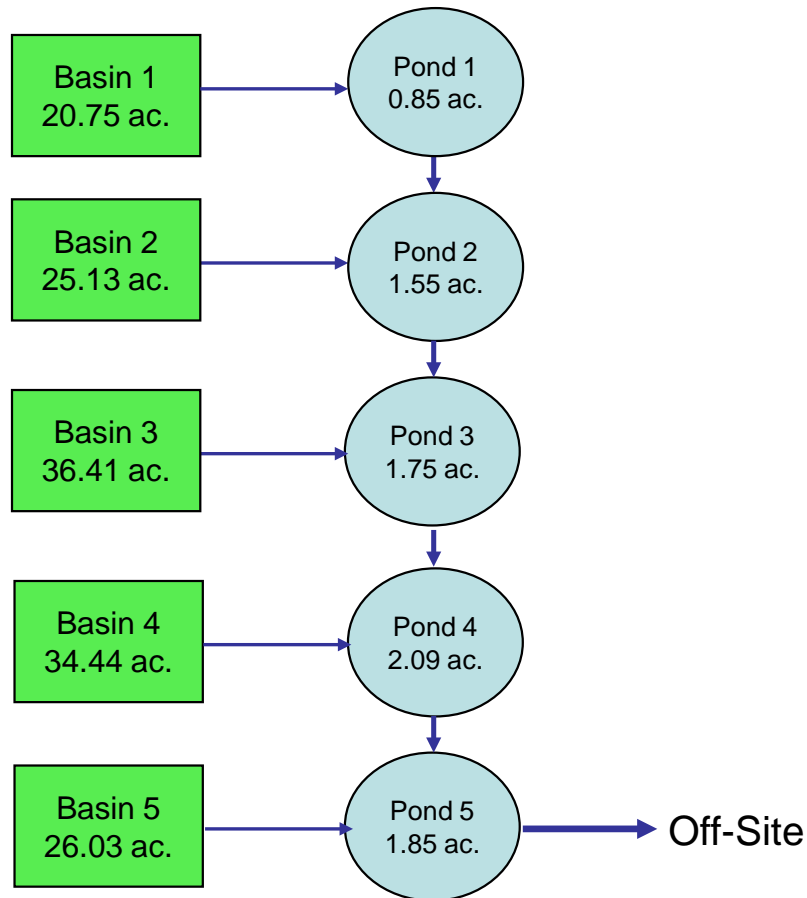 Basin 1
20.75 ac.
Pond 1
0.85 ac.
Basin 2
25.13 ac.
Pond 2
1.55 ac.
Basin 3
36.41 ac.
Pond 3
1.75 ac.
Basin 4
34.44 ac.
Pond 4
2.09 ac.
Basin 5
26.03 ac.
Pond 5
1.85 ac.
Off-Site